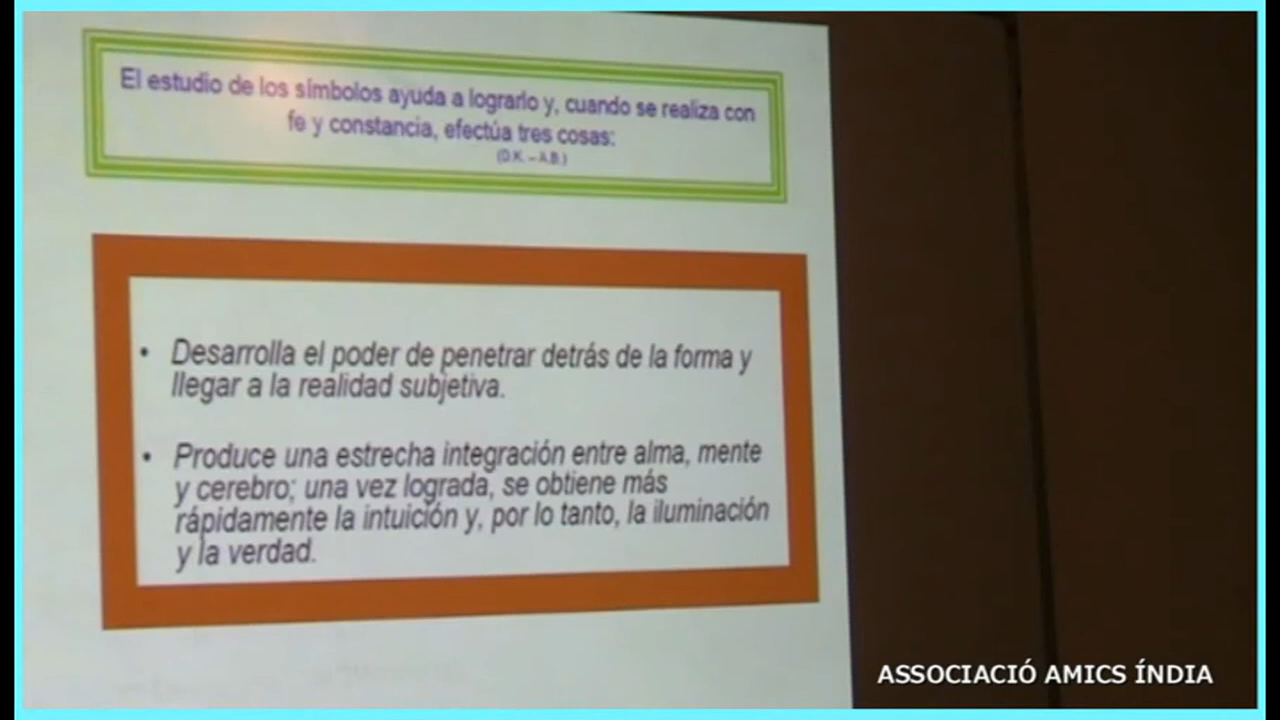 El estudio de los símbolos ayuda a lograrlo y, cuando se realiza con
fe y constancia, efectúa tres cosas:
(D.K. – A.B.)
• Desarrolla el poder de penetrar detrás de la forma y
llegar a la realidad subjetiva.
• Produce una estrecha integración entre alma, mente
y cerebro; una vez lograda, se obtiene más
rápidamente la intuición y, por lo tanto, la iluminación
y la verdad.
ASSOCIACIÓ AMICS ÍNDIA